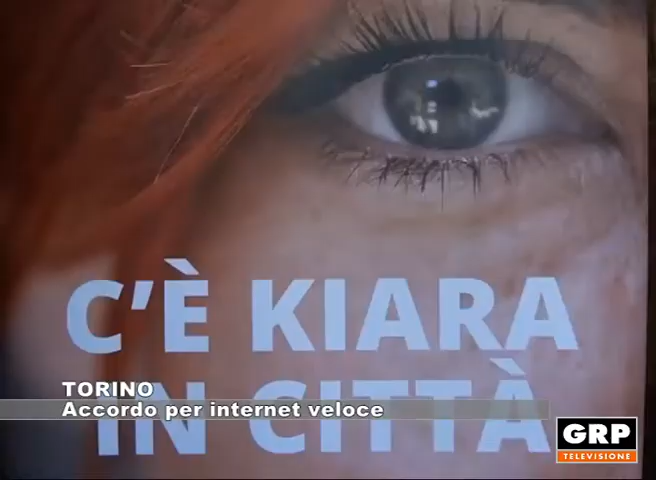 C'È KIARA
IN CITTÀ
TORINO
Accordo per internet veloce
GRP
TELEVISIONE